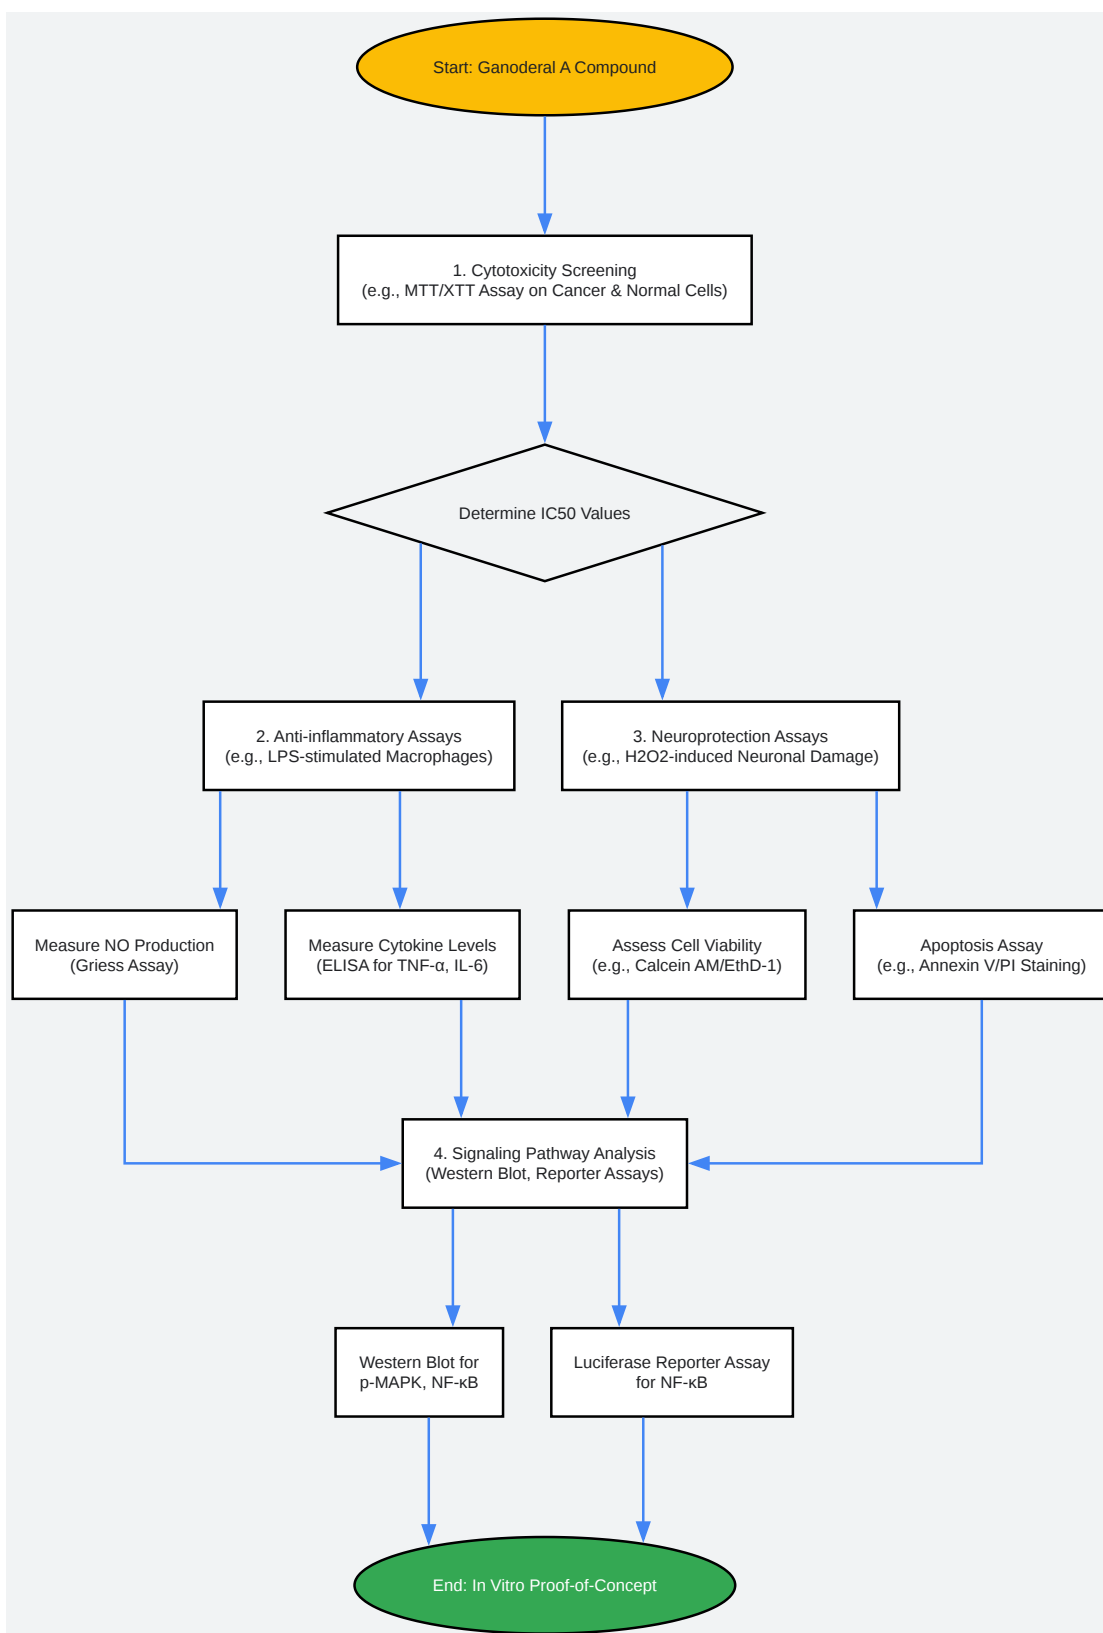 Start: Ganoderal A Compound
1. Cytotoxicity Screening
(e.g., MTT/XTT Assay on Cancer & Normal Cells)
Determine IC50 Values
2. Anti-inflammatory Assays
(e.g., LPS-stimulated Macrophages)
3. Neuroprotection Assays
(e.g., H2O2-induced Neuronal Damage)
Measure NO Production
(Griess Assay)
Measure Cytokine Levels
(ELISA for TNF-α, IL-6)
Assess Cell Viability
(e.g., Calcein AM/EthD-1)
Apoptosis Assay
(e.g., Annexin V/PI Staining)
4. Signaling Pathway Analysis
(Western Blot, Reporter Assays)
Western Blot for
p-MAPK, NF-κB
Luciferase Reporter Assay
for NF-κB
End: In Vitro Proof-of-Concept